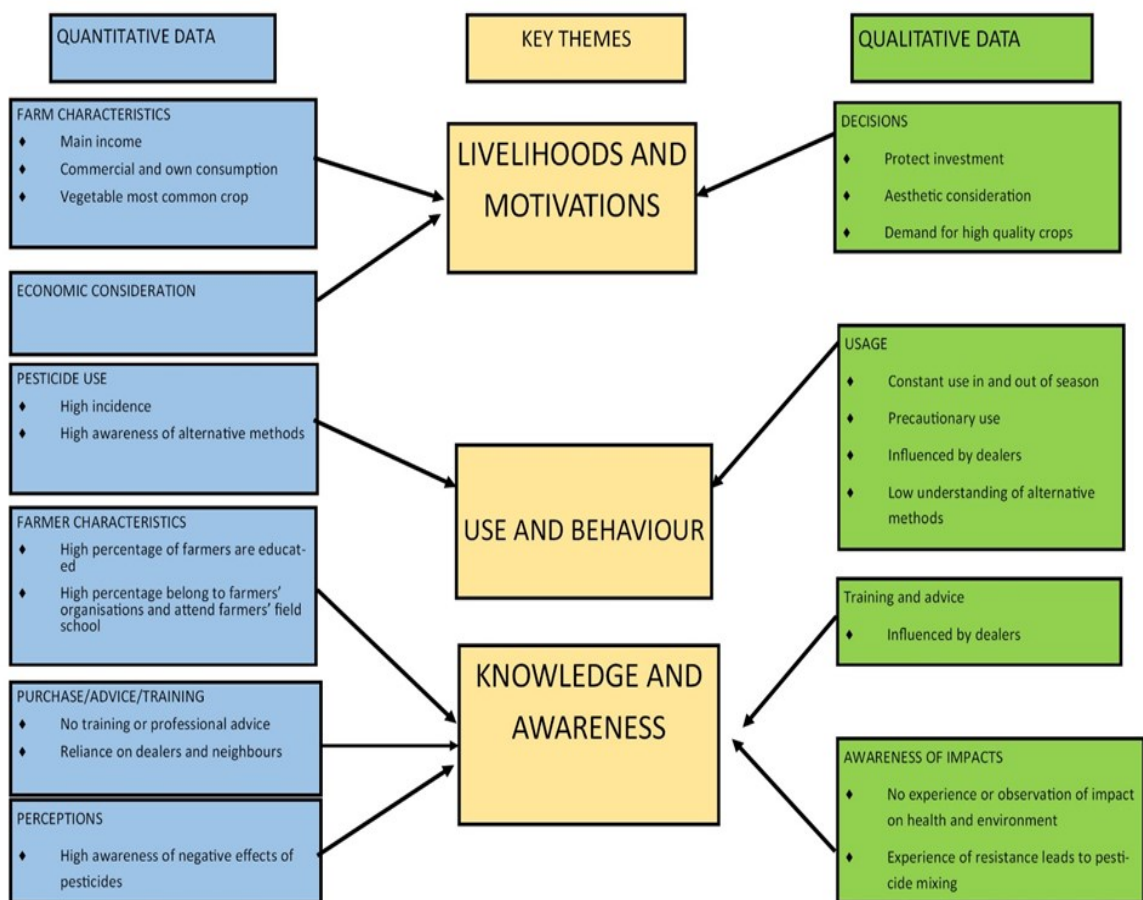 QUANTITATIVE DATA
KEY THEMES
QUALITATIVE DATA
FARM CHARACTERISTICS
♦ Main income
♦ Commercial and own consumption
♦ Vegetable most common crop
ECONOMIC CONSIDERATION
PESTICIDE USE
♦ High incidence
♦ High awareness of alternative methods
FARMER CHARACTERISTICS
♦ High percentage of farmers are educat-
ed
♦ High percentage belong to farmers'
organisations and attend farmers' field
school
PURCHASE/ADVICE/TRAINING
♦ No training or professional advice
♦ Reliance on dealers and neighbours
PERCEPTIONS
♦ High awareness of negative effects of
pesticides
LIVELIHOODS AND
MOTIVATIONS
USE AND BEHAVIOUR
KNOWLEDGE AND
AWARENESS
DECISIONS
♦ Protect investment
♦ Aesthetic consideration
♦ Demand for high quality crops
USAGE
♦ Constant use in and out of season
♦ Precautionary use
♦ Influenced by dealers
♦ Low understanding of alternative
methods
Training and advice
♦ Influenced by dealers
AWARENESS OF IMPACTS
♦ No experience or observation of impact
on health and environment
♦ Experience of resistance leads to pesti-
cide mixing